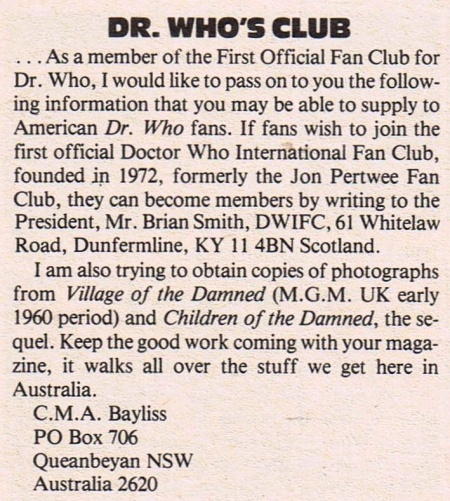 DR. WHO'S CLUB
. . . As a member of the First Official Fan Club for
Dr. Who, I would like to pass on to you the follow-
ing information that you may be able to supply to
American Dr. Who fans. If fans wish to join the
first official Doctor Who International Fan Club,
founded in 1972, formerly the Jon Pertwee Fan
Club, they can become members by writing to the
President, Mr. Brian Smith, DWIFC, 61 Whitelaw
Road, Dunfermline, KY 11 4BN Scotland.
I am also trying to obtain copies of photographs
from Village of the Damned (M.G.M. UK early
1960 period) and Children of the Damned, the se-
quel. Keep the good work coming with your maga-
zine, it walks all over the stuff we get here in
Australia.
C.M.A. Bayliss
PO Box 706
Queanbeyan NSW
Australia 2620